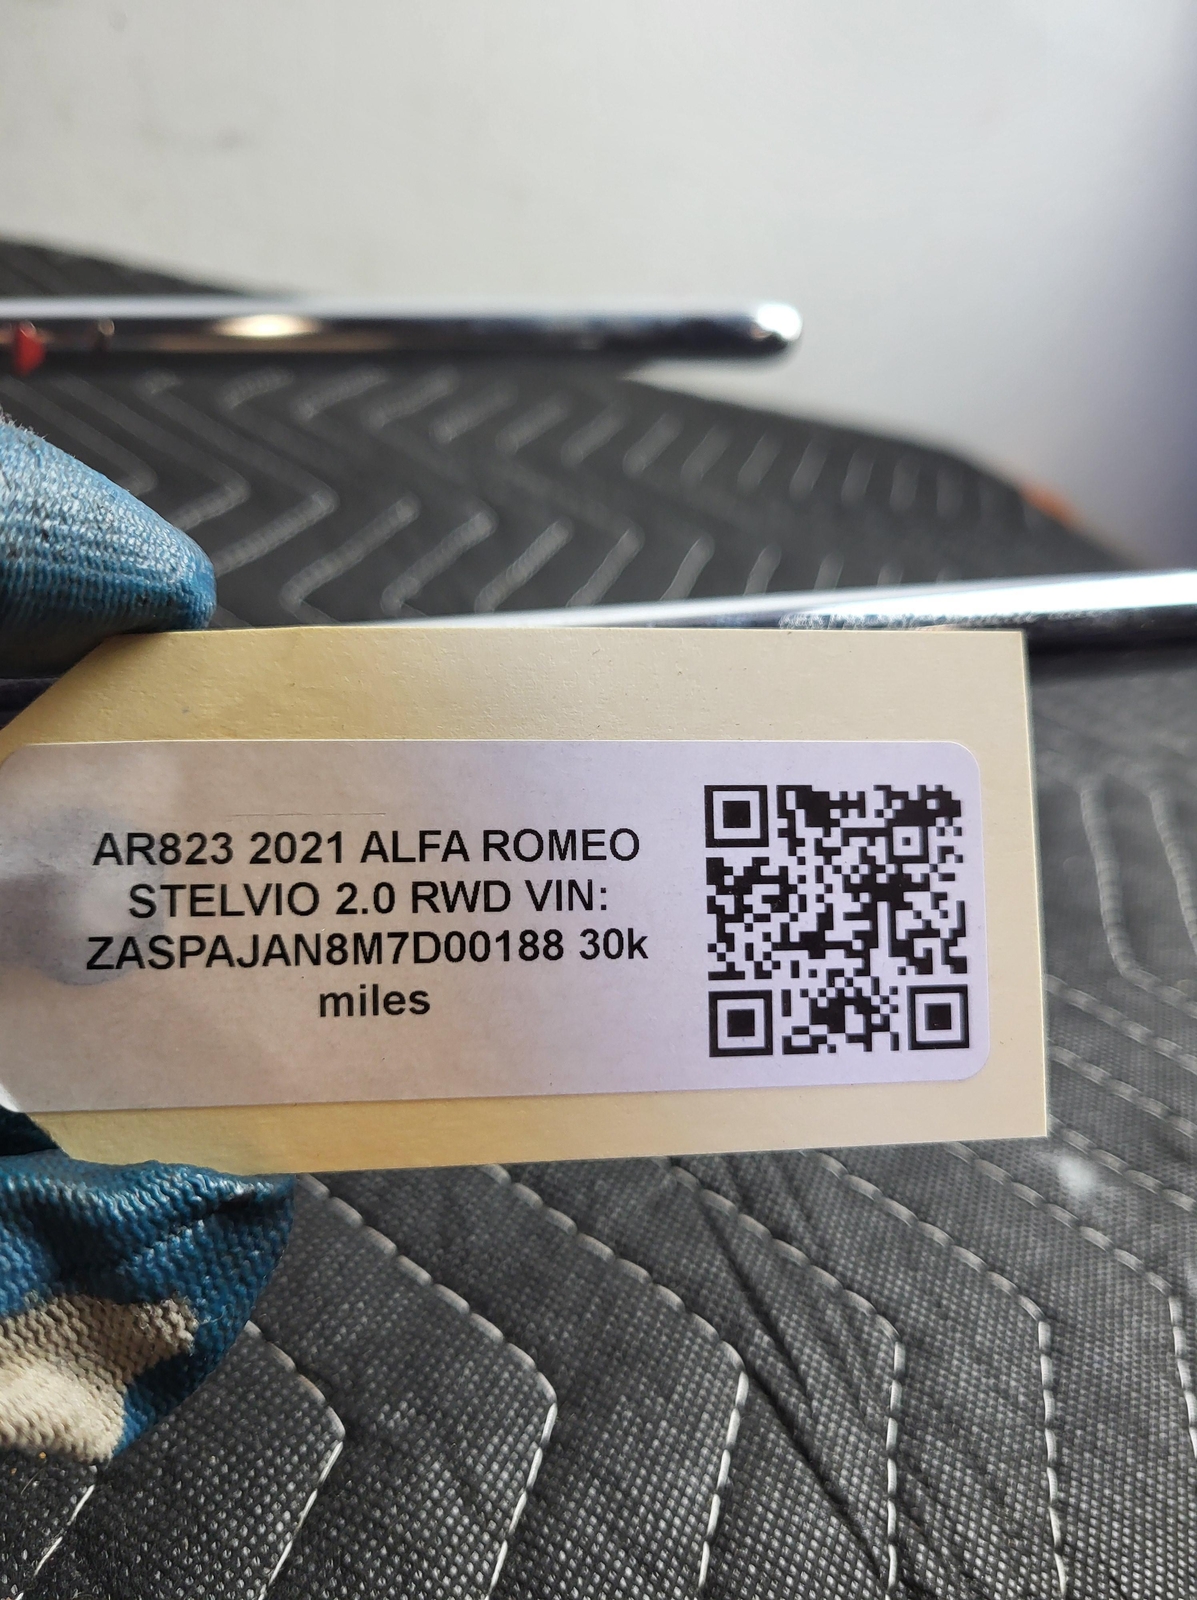 AR823 2021 ALFA ROMEO
STELVIO 2.0 RWD VIN:
ZASPAJAN8M7D00188 30k
miles